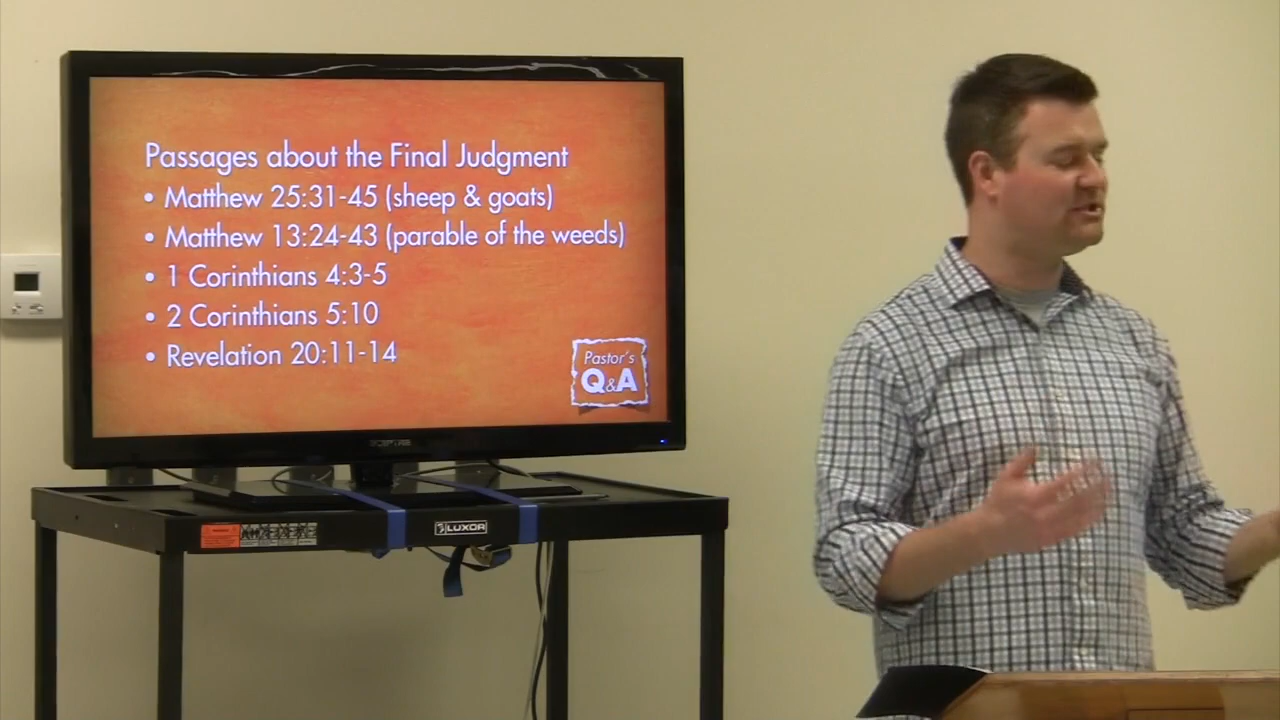 Passages about the Final Judgment
• Matthew 25:31-45 (sheep & goats)
• Matthew 13:24-43 (parable of the weeds)
• 1 Corinthians 4:3-5
• 2 Corinthians 5:10
• Revelation 20:11-14
Pastor's
Q&A
SCEPTRE
LUXOR